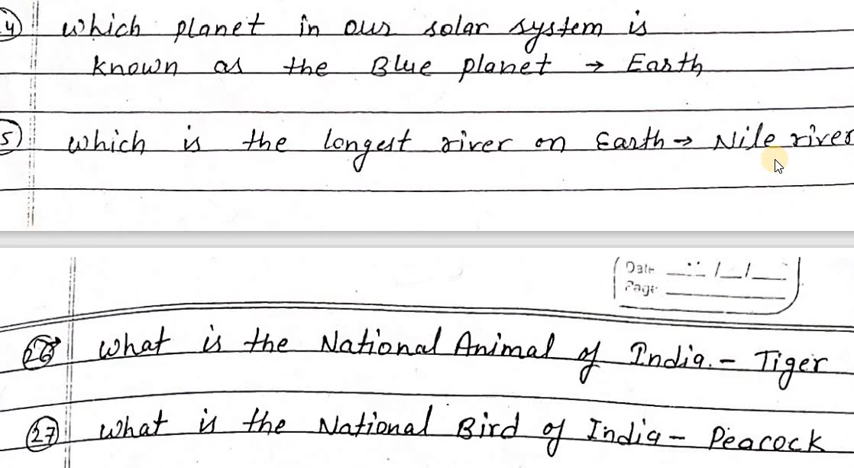 4) which planet in our solar system is
known as the Blue planet → Earth
5) which is the longest river on Earth → Nile river
Date
Page
26 what is the National Animal of India. - Tiger
27 what is the National Bird of India - Peacock